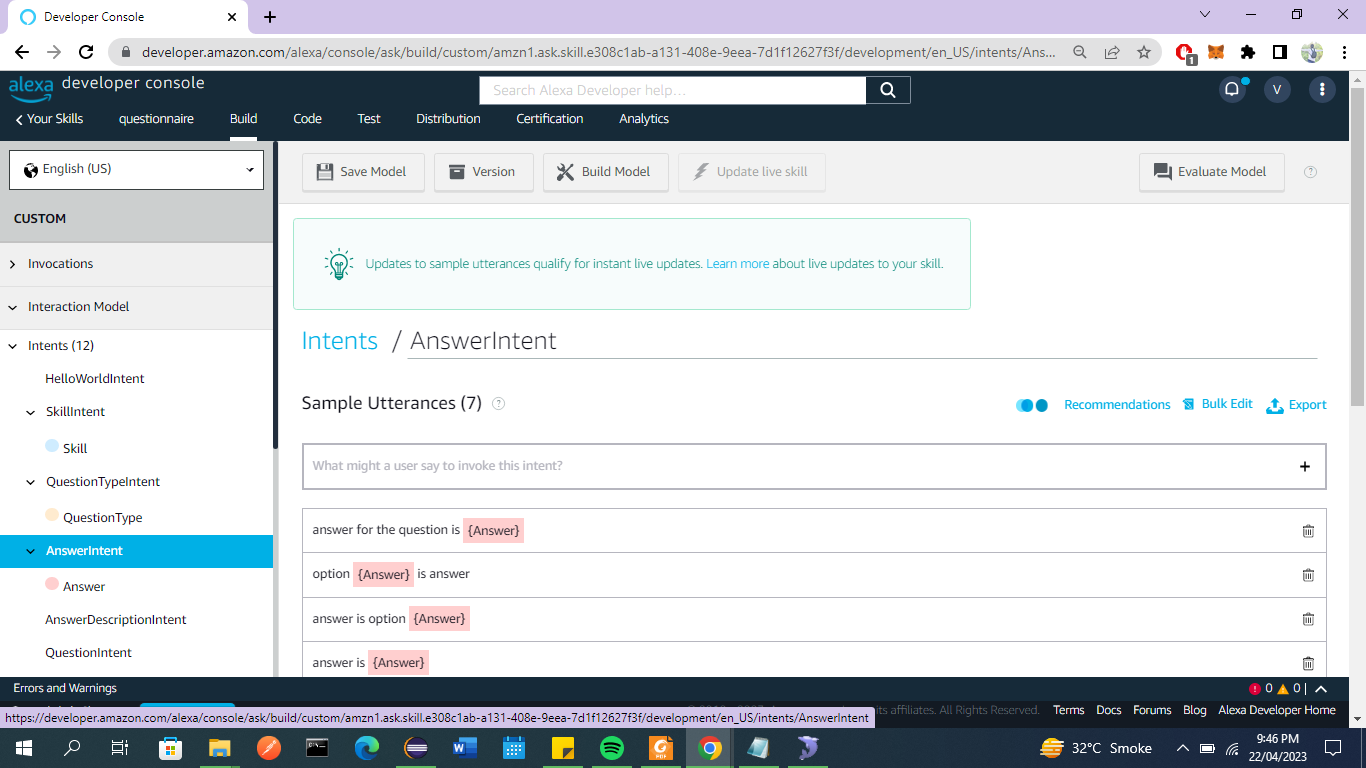 Developer Console
developer.amazon.com/alexa/console/ask/build/custom/amzn1.ask.skill.e308c1ab-a131-408e-9eea-7d1f12627f3f/development/en_US/intents/Ans...
1
alexa developer console
Search Alexa Developer help...
V
Your Skills
questionnaire
Build
Code
Test
Distribution
Certification
Analytics
English (US)
Save Model
Version
Build Model
Update live skill
Evaluate Model
?
CUSTOM
Invocations
Interaction Model
Intents (12)
HelloWorldIntent
SkillIntent
Skill
QuestionTypeIntent
QuestionType
AnswerIntent
Answer
AnswerDescriptionIntent
QuestionIntent
Updates to sample utterances qualify for instant live updates. Learn more about live updates to your skill.
Intents / AnswerIntent
Sample Utterances (7) ?
Recommendations
Bulk Edit
Export
What might a user say to invoke this intent?
answer for the question is {Answer}
option {Answer} is answer
answer is option {Answer}
answer is {Answer}
Errors and Warnings
0
0
its affiliates. All Rights Reserved.
Terms
Docs
Forums
Blog
Alexa Developer Home
https://developer.amazon.com/alexa/console/ask/build/custom/amzn1.ask.skill.e308c1ab-a131-408e-9eea-7d1f12627f3f/development/en_US/intents/AnswerIntent
32°C Smoke
9:46 PM
22/04/2023